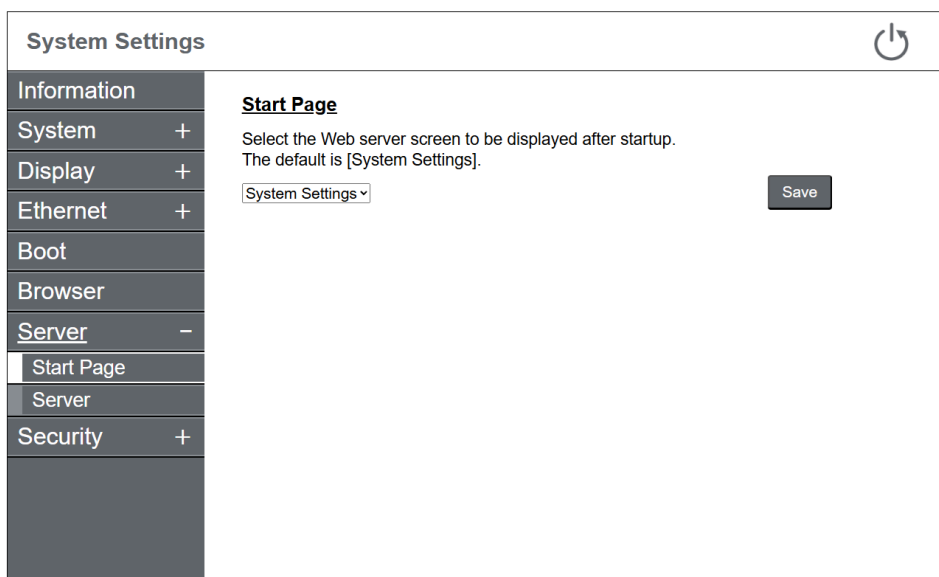 System Settings
Information
System +
Display +
Ethernet +
Boot
Browser
Server −
Start Page
Server
Security +
Start Page
Select the Web server screen to be displayed after startup.
The default is [System Settings].
System Settings
Save